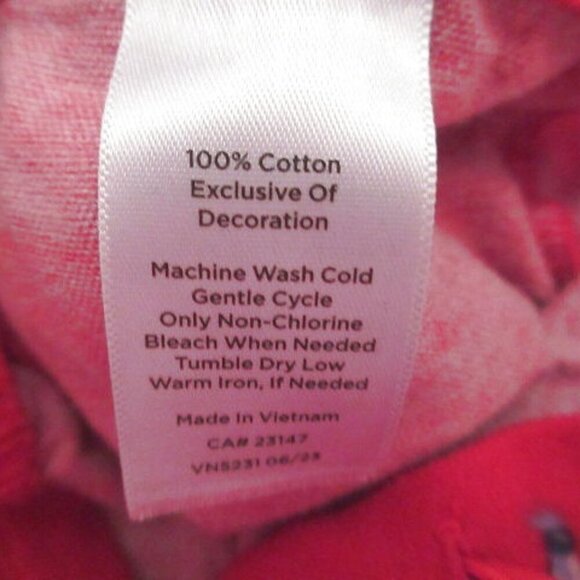 100% Cotton
Exclusive Of
Decoration
Machine Wash Cold
Gentle Cycle
Only Non-Chlorine
Bleach When Needed
Tumble Dry Low
Warm Iron, If Needed
Made In Vietnam
CA# 23147
VN5231 06/23